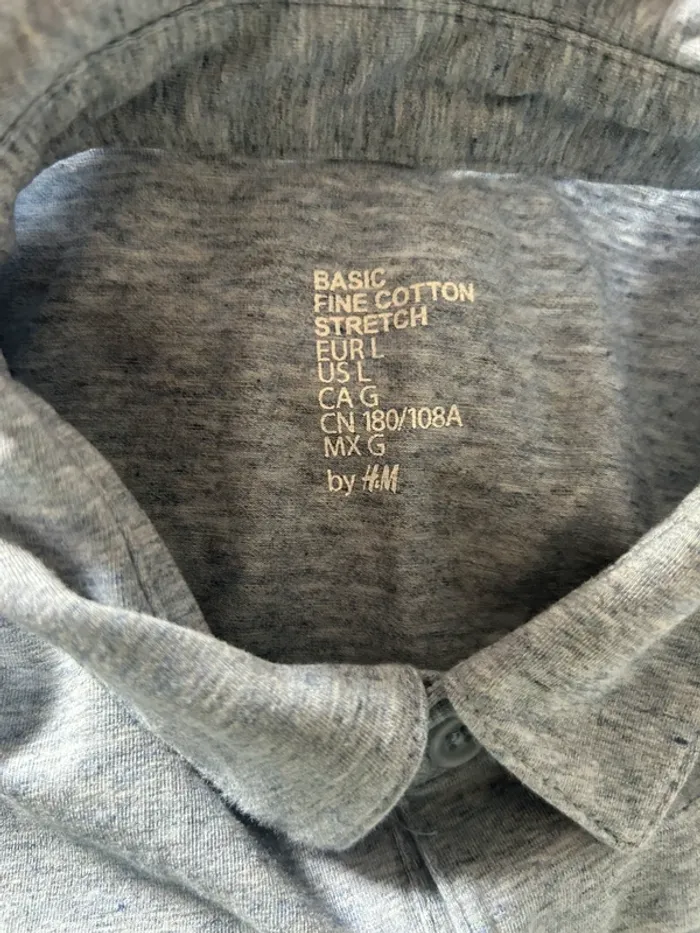 BASIC
FINE COTTON
STRETCH
EUR L
US L
CA G
CN 180/108A
MX G
by H&M